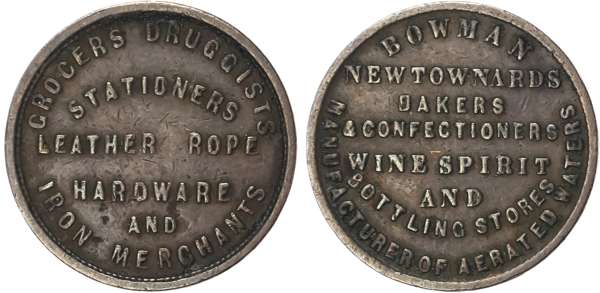 GROCERS DRUGGISTS
STATIONERS
LEATHER ROPE
HARDWARE
AND
IRON MERCHANTS
BOWMAN
NEWTOWNARDS
BAKERS
& CONFECTIONERS
WINE SPIRIT
AND
BOTTLING STORES
MANUFACTURER OF AERATED WATERS